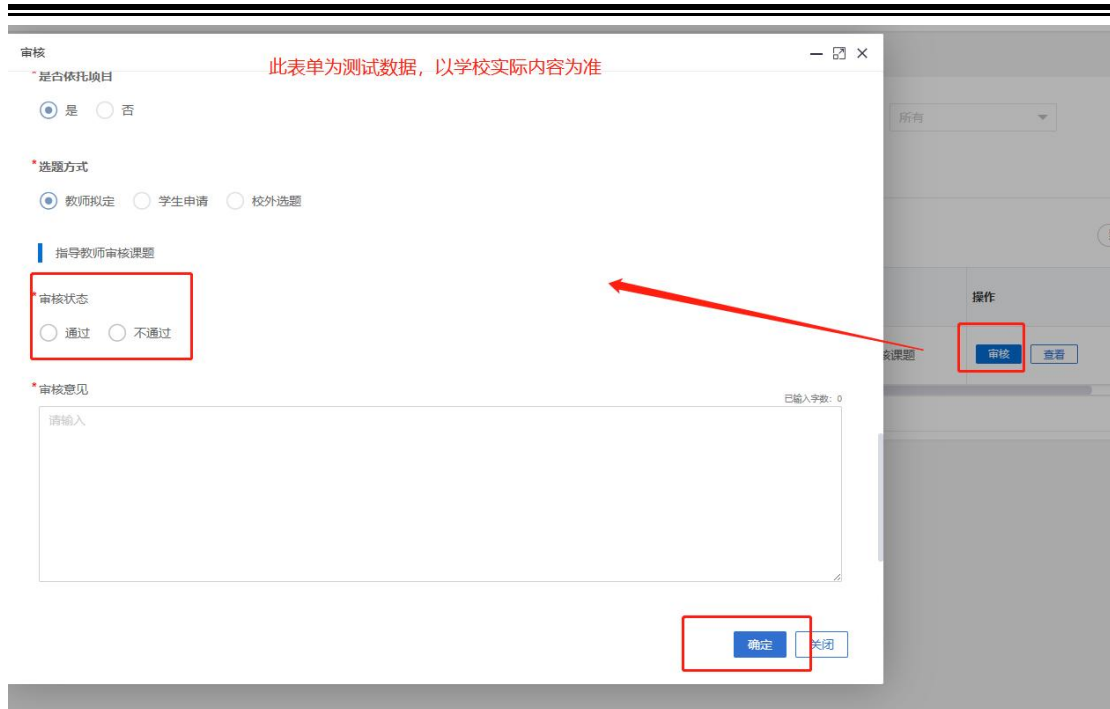 审核
此表单为测试数据，以学校实际内容为准
*是否依托项目
是 否
所有
*选题方式
教师拟定 学生申请 校外选题
指导教师审核课题
*审核状态
通过 不通过
操作
核课题 审核 查看
*审核意见
已输入字数：0
请输入
确定 关闭